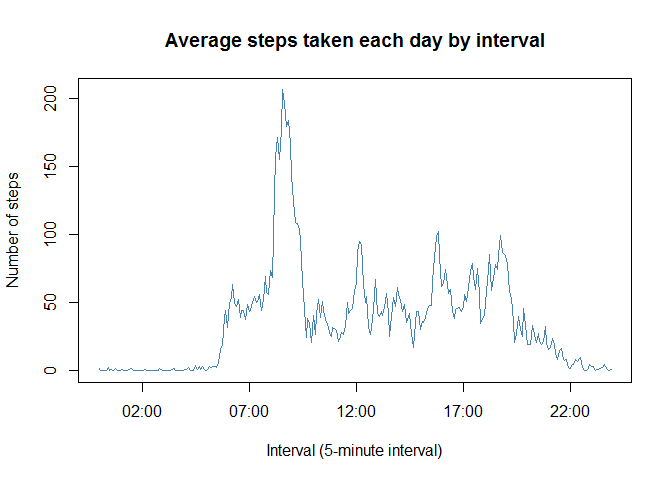 Average steps taken each day by interval
Number of steps
200
150
100
50
0
02:00 07:00 12:00 17:00 22:00
Interval (5-minute interval)